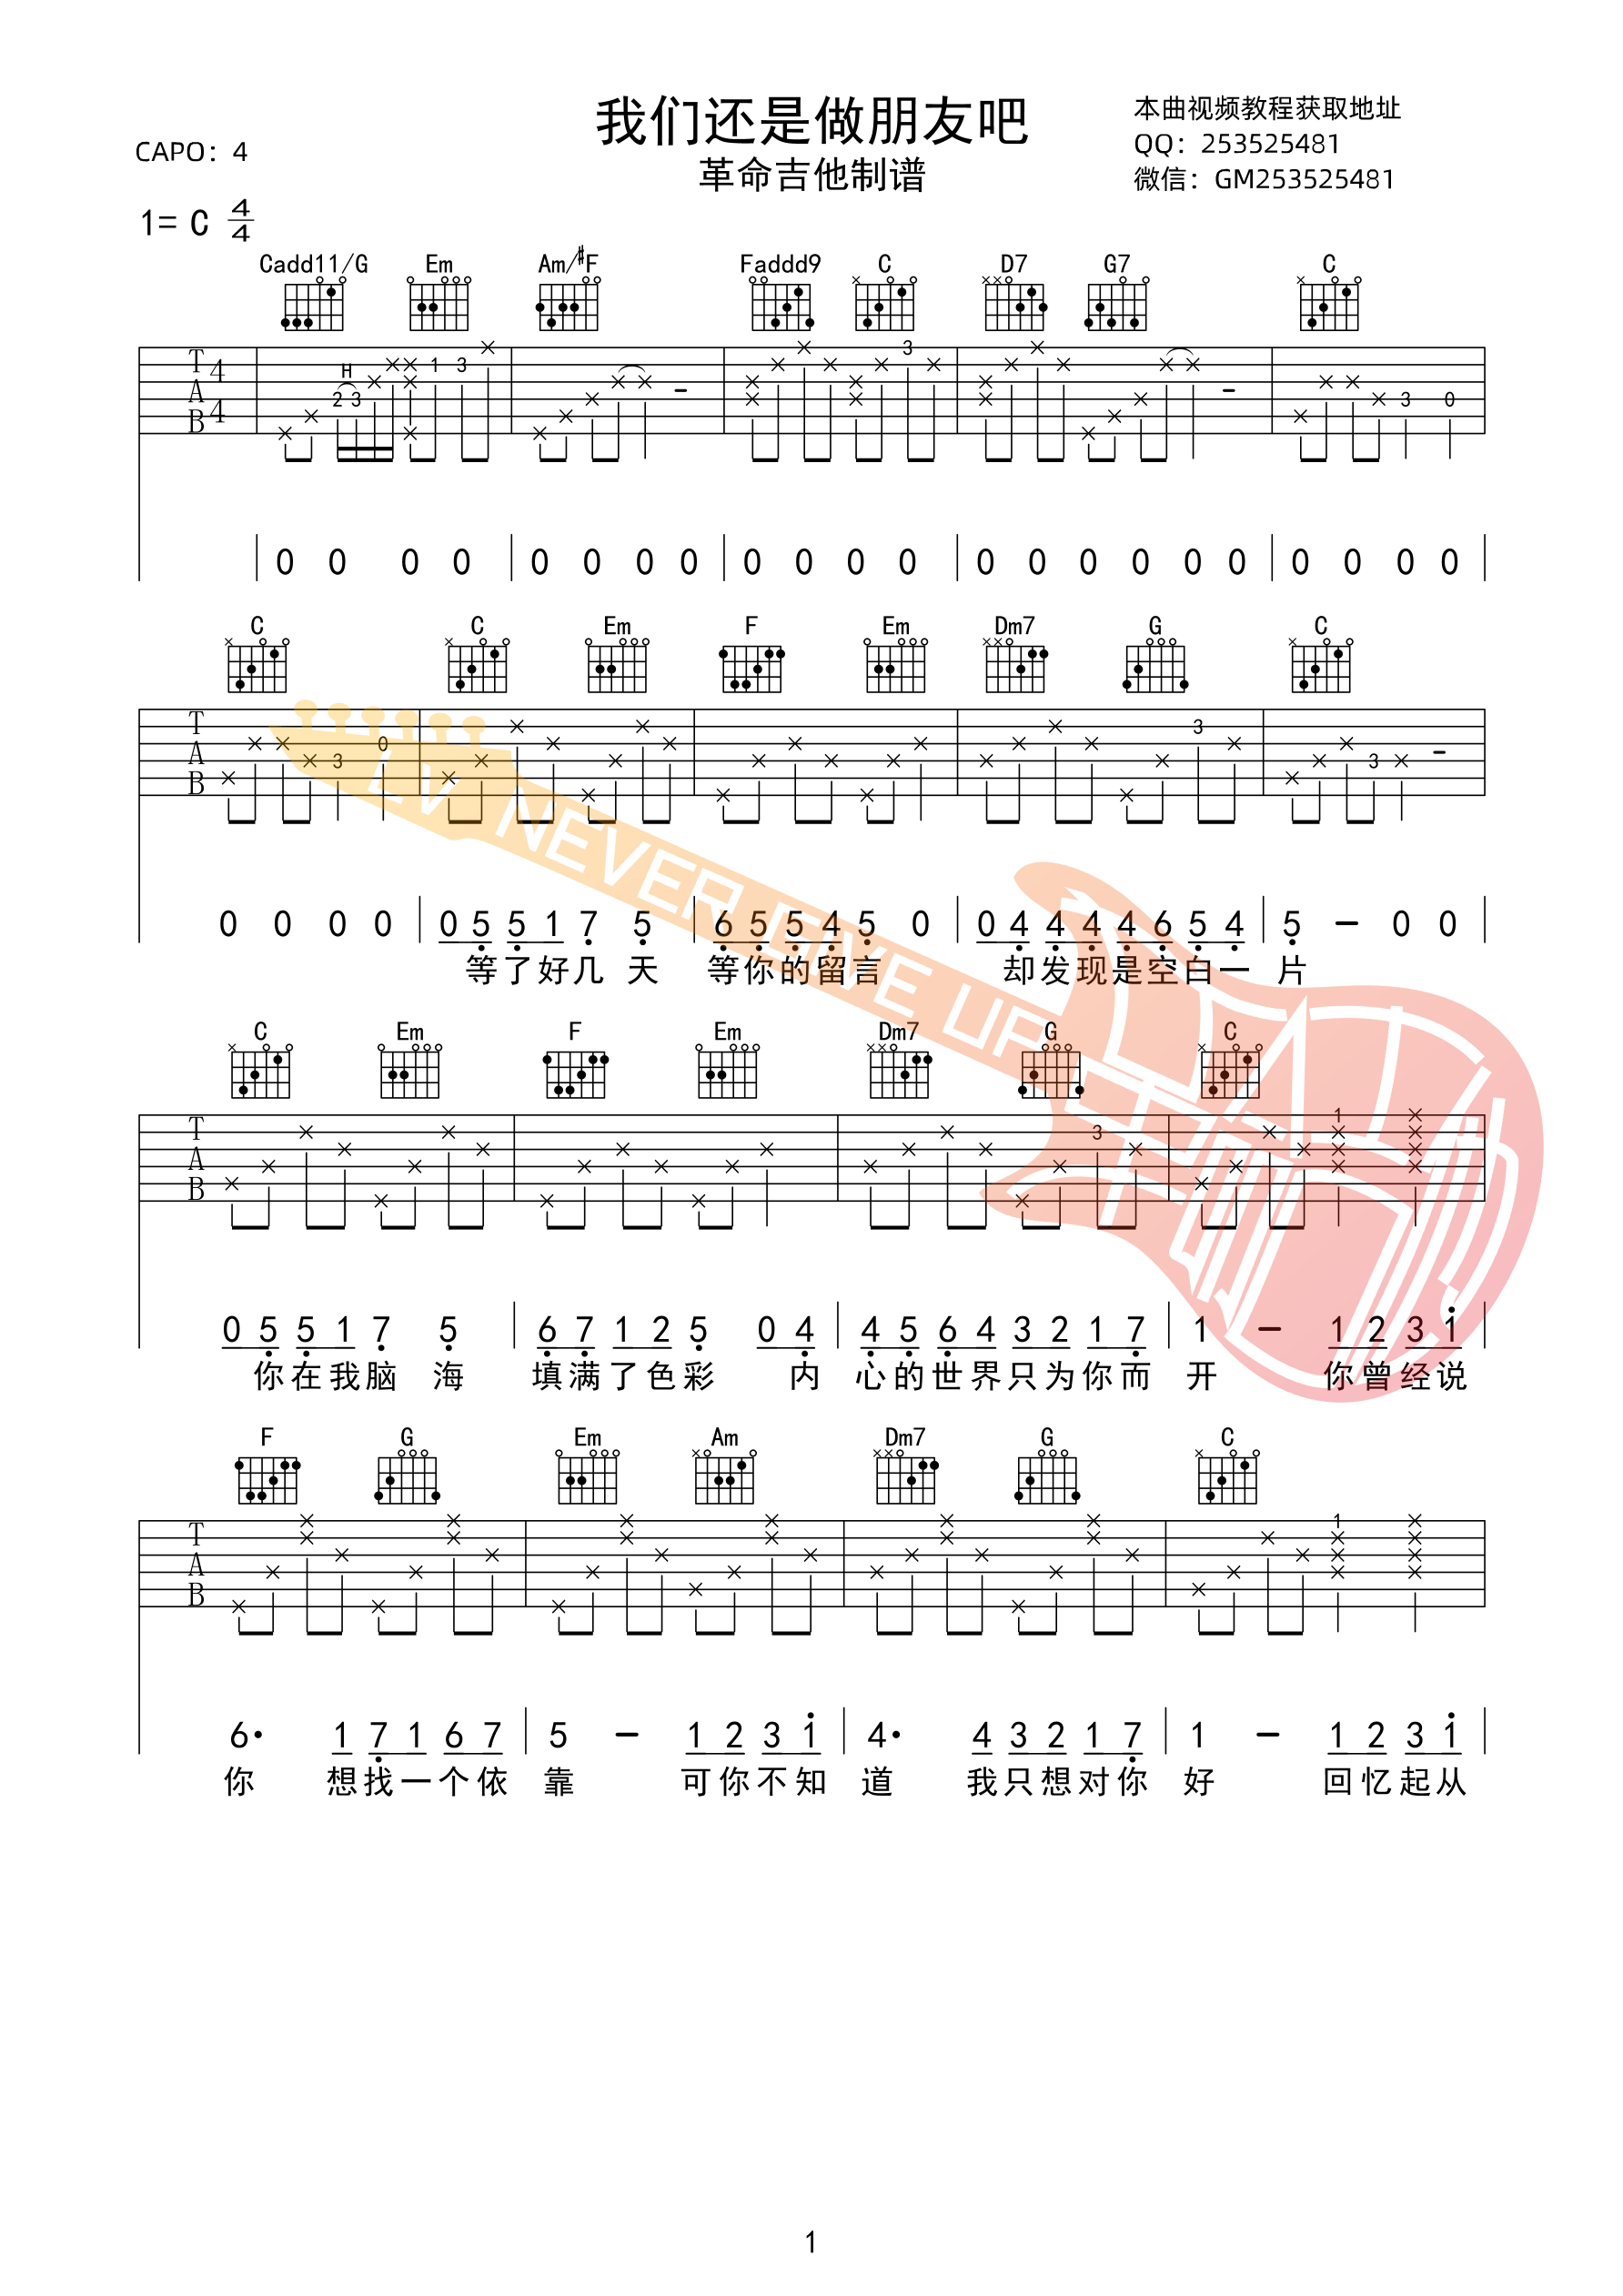 我们还是做朋友吧
革命吉他制谱
本曲视频教程获取地址
QQ：253525481
微信：GM253525481
CAPO：4
1= C 4/4
Cadd11/G Em Am/#F Faddd9 C D7 G7 C
H
2 3 1 3 3 3 0
T A B 4 4
0 0 0 0 0 0 0 0 0 0 0 0 0 0 0 0 0 0 0 0 0 0
C C Em F Em Dm7 G C
T A B
3 0 3 3
0 0 0 0 0 5 5 1 7 5 6 5 5 4 5 0 0 4 4 4 4 6 5 4 5 – 0 0
等了好几天 等你的留言 却发现是空白一片
LV NEVER GIVE UP
C Em F Em Dm7 G C
T A B
3 1
0 5 5 1 7 5 6 7 1 2 5 0 4 4 5 6 4 3 2 1 7 1 – 1 2 3 1
你在我脑海 填满了色彩 内心的世界只为你而开 你曾经说
F G Em Am Dm7 G C
T A B
1
6· 1 7 1 6 7 5 – 1 2 3 1 4· 4 3 2 1 7 1 – 1 2 3 1
你 想找一个依靠 可你不知道 我只想对你好 回忆起从
1